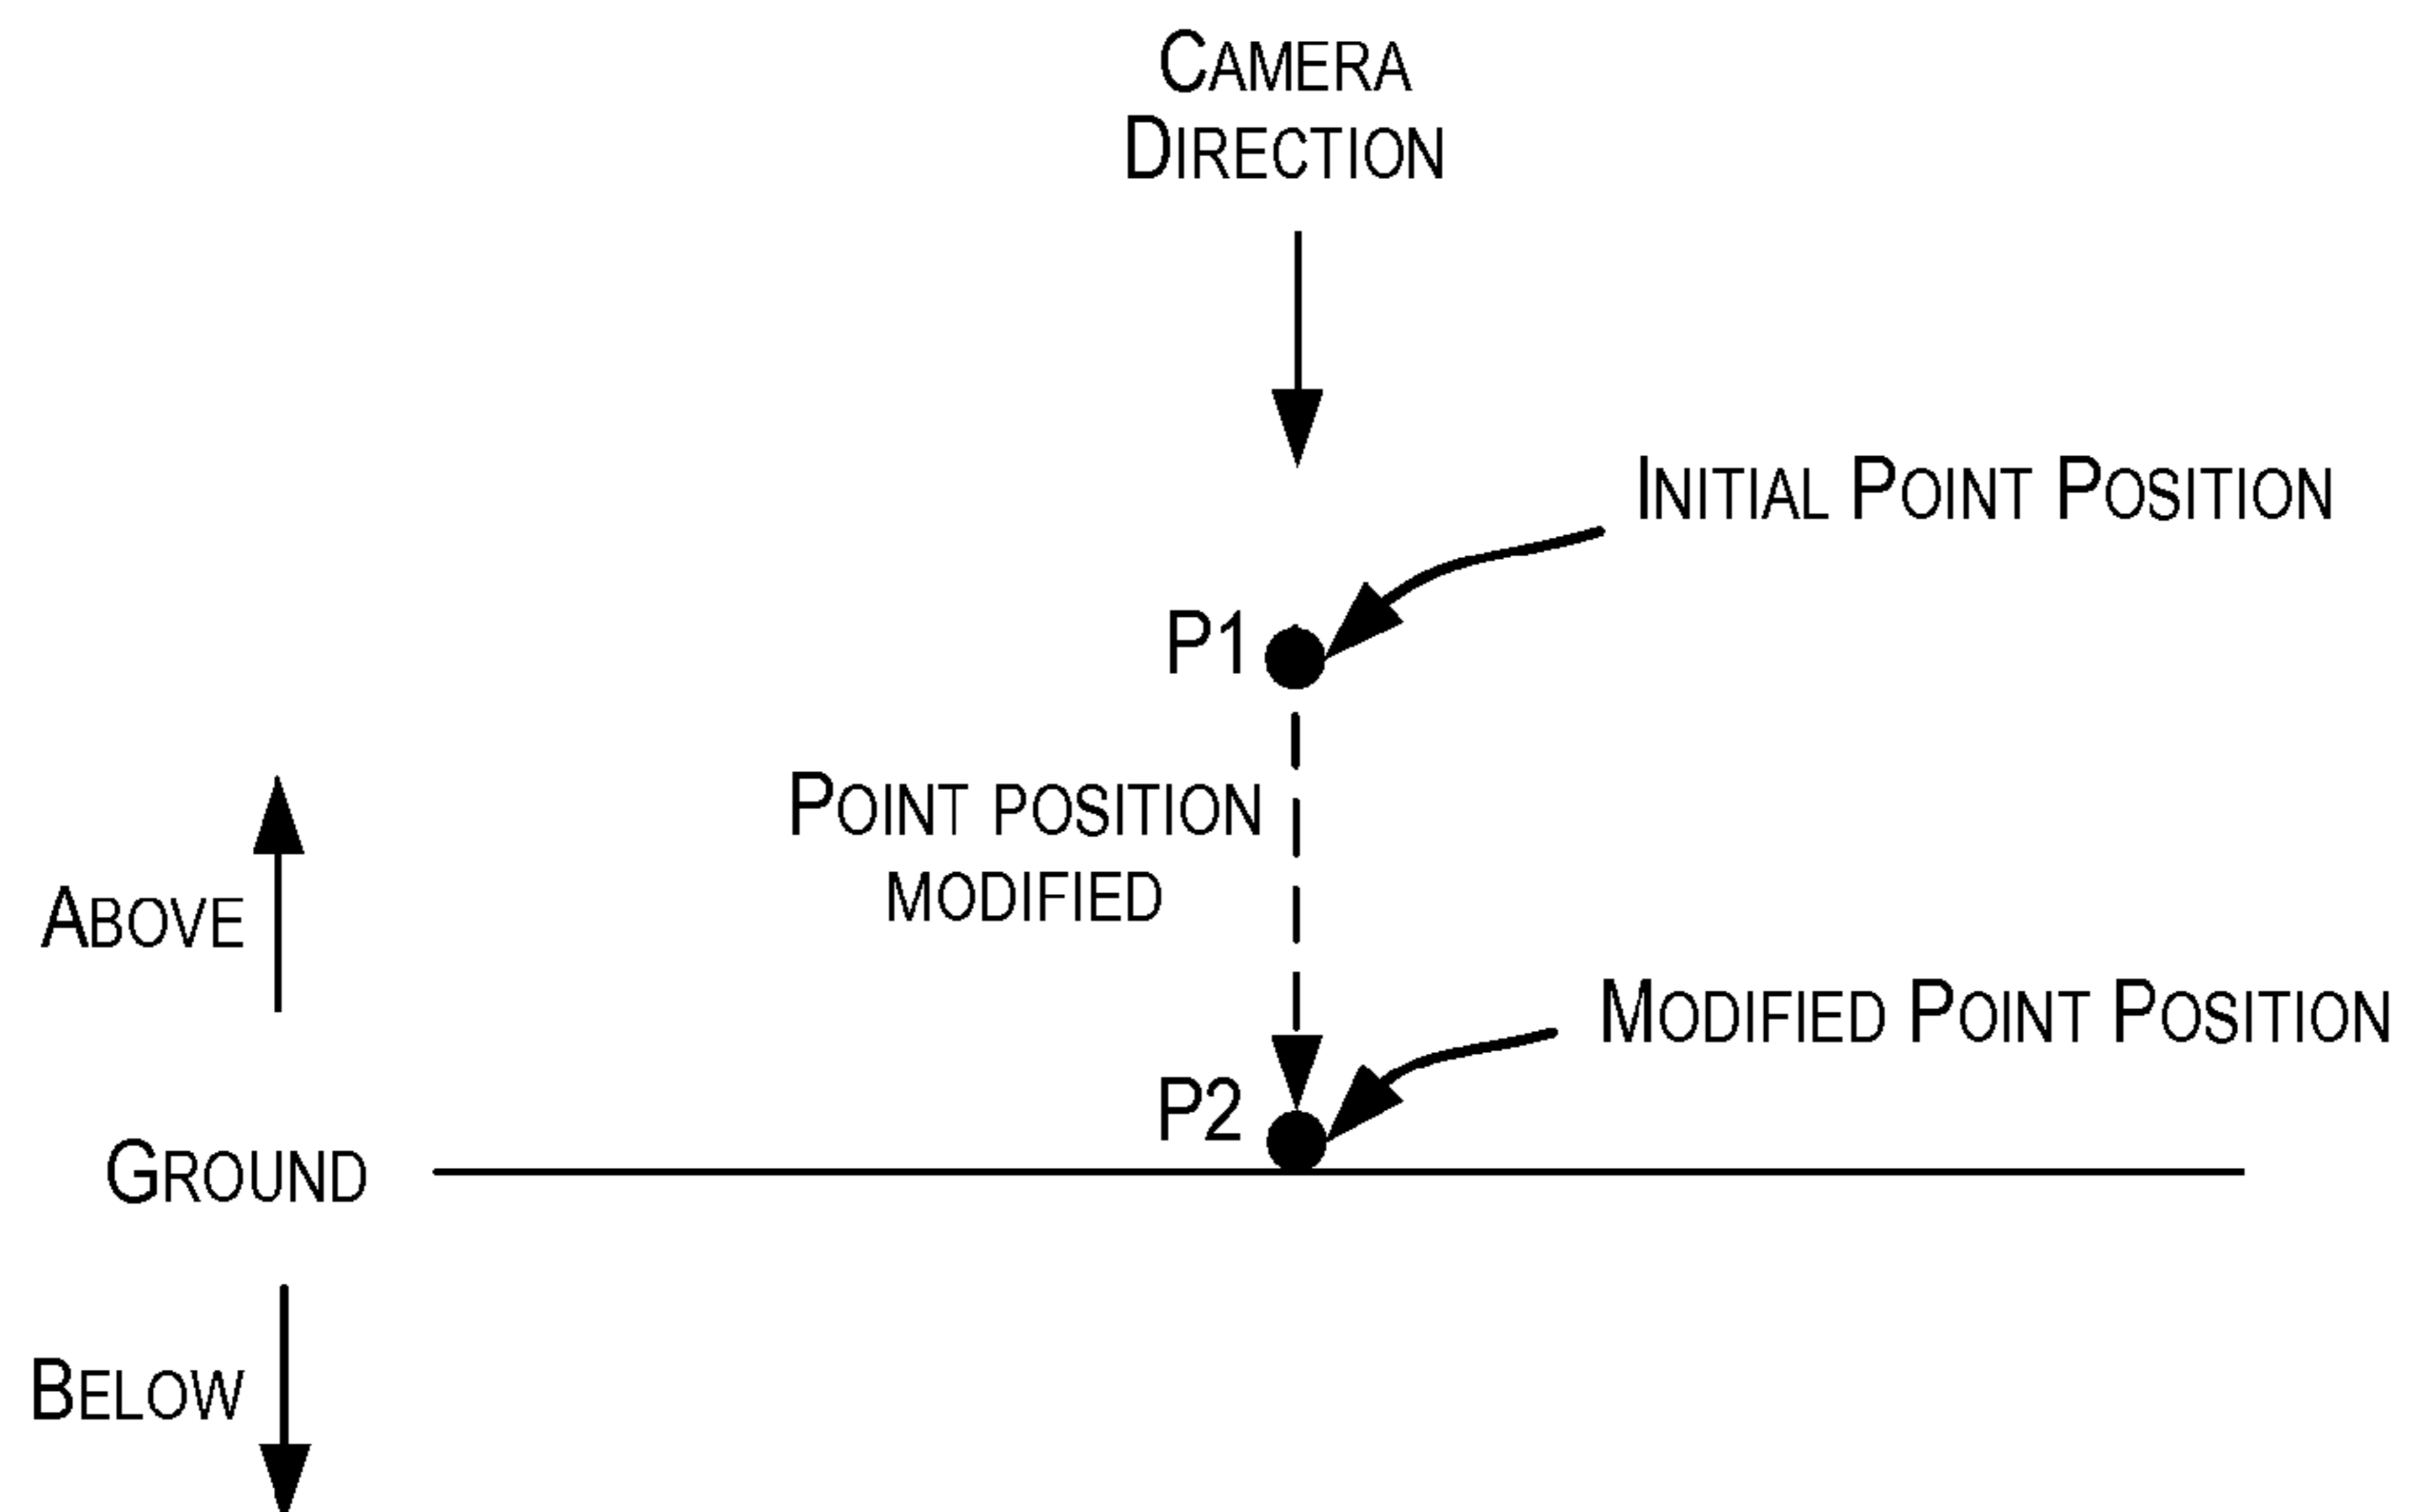 CAMERA
DIRECTION
INITIAL POINT POSITION
P1
POINT POSITION
MODIFIED
ABOVE
MODIFIED POINT POSITION
P2
GROUND
BELOW